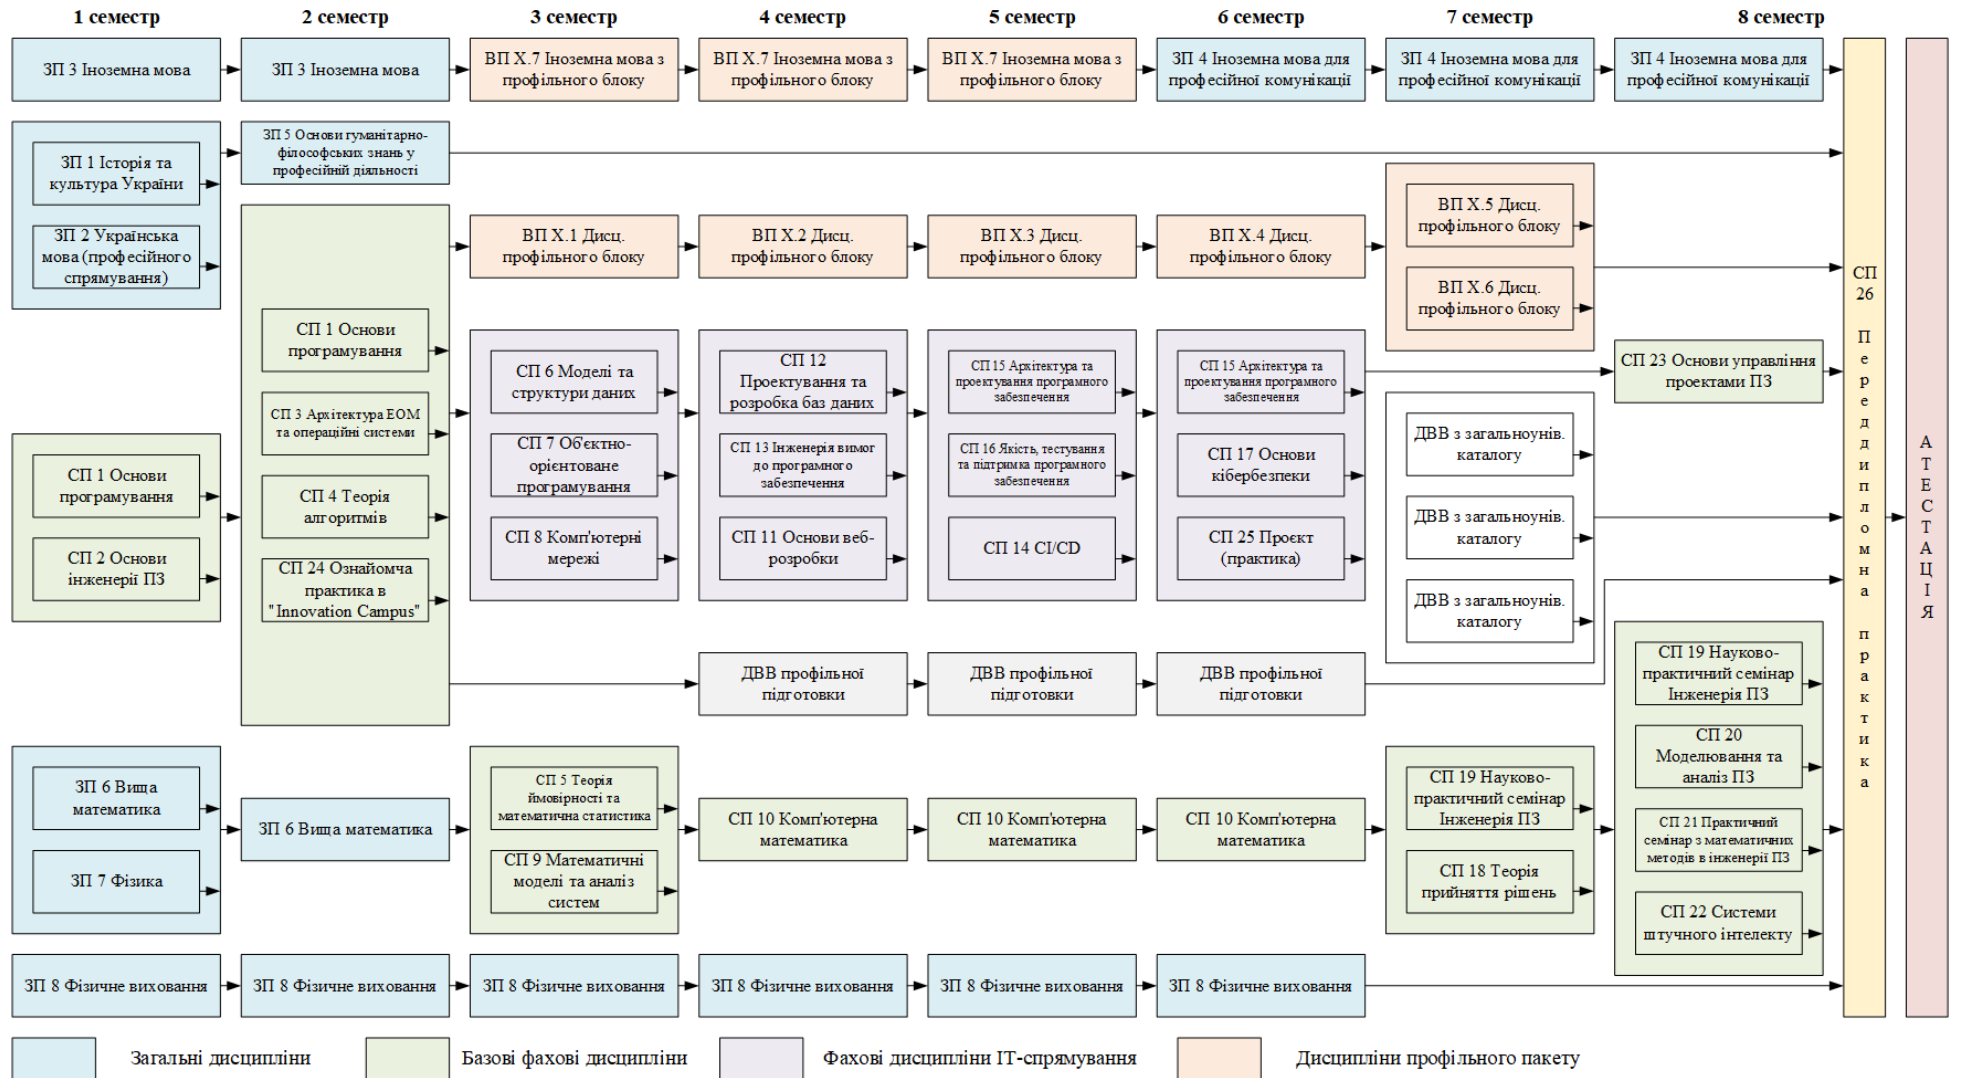 1 семестр
2 семестр
3 семестр
4 семестр
5 семестр
6 семестр
7 семестр
8 семестр
ЗП 3 Іноземна мова
ЗП 3 Іноземна мова
ВП Х.7 Іноземна мова з
профільного блоку
ВП Х.7 Іноземна мова з
профільного блоку
ВП Х.7 Іноземна мова з
профільного блоку
ЗП 4 Іноземна мова для
професійної комунікації
ЗП 4 Іноземна мова для
професійної комунікації
ЗП 4 Іноземна мова для
професійної комунікації
ЗП 1 Історія та
культура України
ЗП 2 Українська
мова (професійного
спрямування)
ЗП 5 Основи гуманітарно-
філософських знань у
професійній діяльності
ВП Х.1 Дисц.
профільного блоку
ВП Х.2 Дисц.
профільного блоку
ВП Х.3 Дисц.
профільного блоку
ВП Х.4 Дисц.
профільного блоку
ВП Х.5 Дисц.
профільного блоку
ВП Х.6 Дисц.
профільного блоку
СП 1 Основи
програмування
СП 2 Основи
інженерії ПЗ
СП 1 Основи
програмування
СП 3 Архітектура ЕОМ
та операційні системи
СП 4 Теорія
алгоритмів
СП 24 Ознайомча
практика в
"Innovation Campus"
СП 6 Моделі та
структури даних
СП 7 Об'єктно-
орієнтоване
програмування
СП 8 Комп'ютерні
мережі
СП 12
Проектування та
розробка баз даних
СП 13 Інженерія вимог
до програмного
забезпечення
СП 11 Основи веб-
розробки
СП 15 Архітектура та
проектування програмного
забезпечення
СП 16 Якість, тестування
та підтримка програмного
забезпечення
СП 14 CI/CD
СП 15 Архітектура та
проектування програмного
забезпечення
СП 17 Основи
кібербезпеки
СП 25 Проєкт
(практика)
СП 23 Основи управління
проектами ПЗ
ДВВ з загальноунів.
каталогу
ДВВ з загальноунів.
каталогу
ДВВ з загальноунів.
каталогу
ДВВ профільної
підготовки
ДВВ профільної
підготовки
ДВВ профільної
підготовки
ЗП 6 Вища
математика
ЗП 7 Фізика
ЗП 6 Вища математика
СП 5 Теорія
ймовірності та
математична статистика
СП 9 Математичні
моделі та аналіз
систем
СП 10 Комп'ютерна
математика
СП 10 Комп'ютерна
математика
СП 10 Комп'ютерна
математика
СП 19 Науково-
практичний семінар
Інженерія ПЗ
СП 18 Теорія
прийняття рішень
СП 19 Науково-
практичний семінар
Інженерія ПЗ
СП 20
Моделювання та
аналіз ПЗ
СП 21 Практичний
семінар з математичних
методів в інженерії ПЗ
СП 22 Системи
штучного інтелекту
ЗП 8 Фізичне виховання
ЗП 8 Фізичне виховання
ЗП 8 Фізичне виховання
ЗП 8 Фізичне виховання
ЗП 8 Фізичне виховання
ЗП 8 Фізичне виховання
СП
26
Переддипломна
практика
АТЕСТАЦІЯ
Загальні дисципліни
Базові фахові дисципліни
Фахові дисципліни ІТ-спрямування
Дисципліни профільного пакету